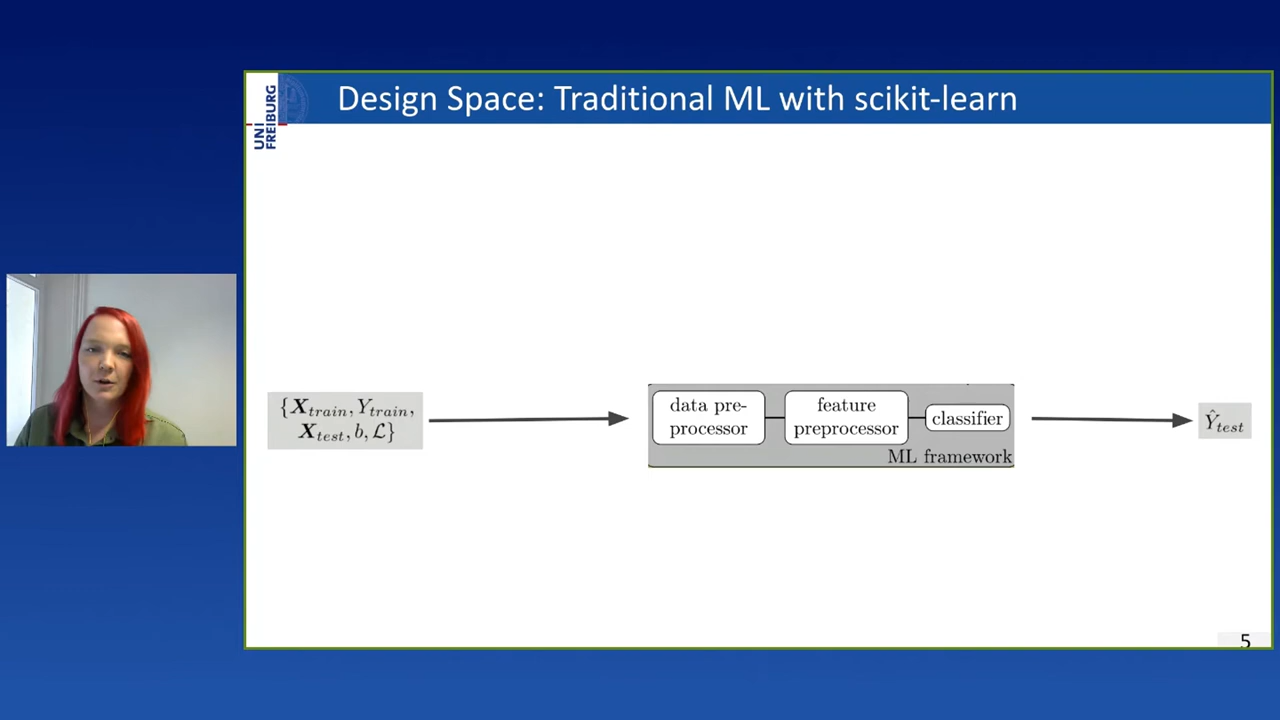 Design Space: Traditional ML with scikit-learn
UNI
FREIBURG
{X_train, Y_train,
X_test, b, ℒ}
data pre-
processor
feature
preprocessor
classifier
ML framework
Ŷ_test
5